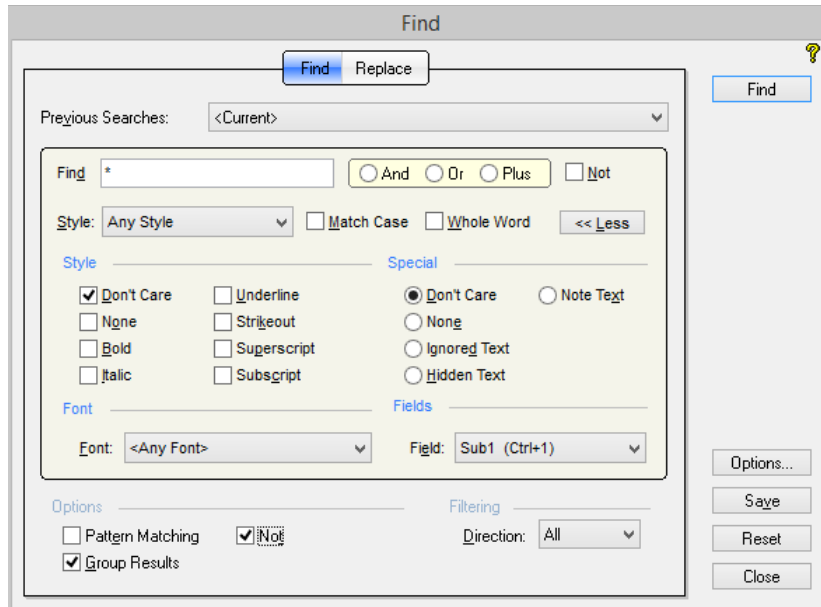 Find
?
Find Replace
Find
Previous Searches: <Current>
Find * And Or Plus Not
Style: Any Style Match Case Whole Word << Less
Style Special
Don't Care Underline Don't Care Note Text
None Strikeout None
Bold Superscript Ignored Text
Italic Subscript Hidden Text
Font Fields
Font: <Any Font> Field: Sub1 (Ctrl+1)
Options...
Options Filtering
Save
Pattern Matching Not Direction: All
Reset
Group Results
Close